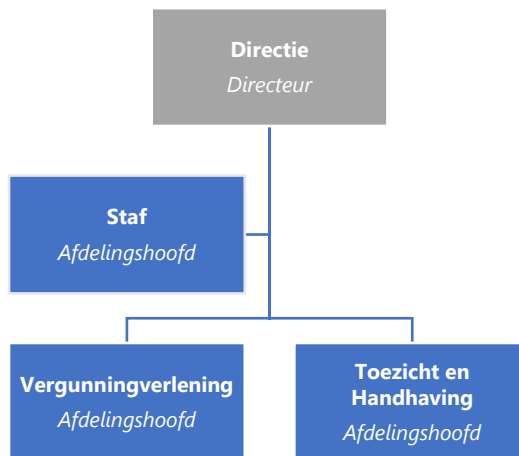 Directie
Directeur
Staf
Afdelingshoofd
Vergunningverlening
Afdelingshoofd
Toezicht en
Handhaving
Afdelingshoofd